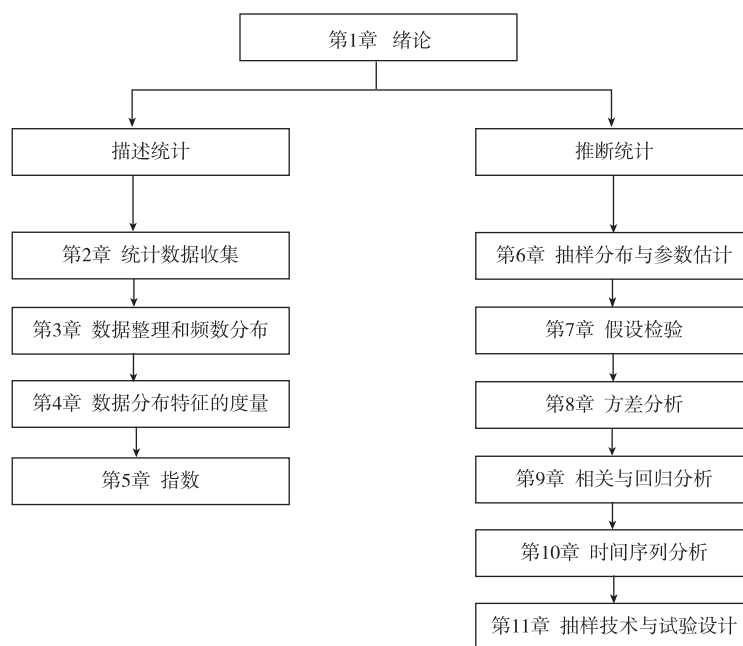 第1章 绪论
描述统计
第2章 统计数据收集
第3章 数据整理和频数分布
第4章 数据分布特征的度量
第5章 指数
推断统计
第6章 抽样分布与参数估计
第7章 假设检验
第8章 方差分析
第9章 相关与回归分析
第10章 时间序列分析
第11章 抽样技术与试验设计